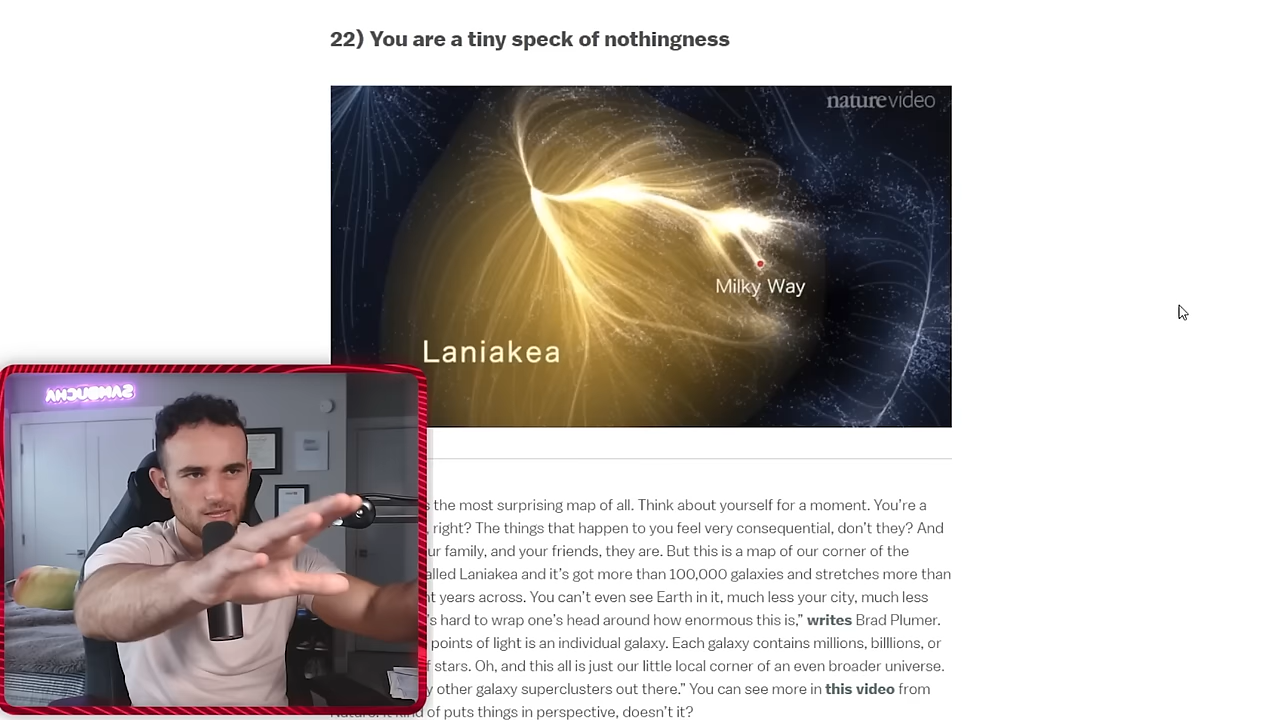 22) You are a tiny speck of nothingness
naturevideo
Milky Way
Laniakea
SAMBUCHA
the most surprising map of all. Think about yourself for a moment. You're a
right? The things that happen to you feel very consequential, don't they? And
your family, and your friends, they are. But this is a map of our corner of the
called Laniakea and it's got more than 100,000 galaxies and stretches more than
years across. You can't even see Earth in it, much less your city, much less
hard to wrap one's head around how enormous this is,” writes Brad Plumer.
points of light is an individual galaxy. Each galaxy contains millions, billlions, or
stars. Oh, and this all is just our little local corner of an even broader universe.
other galaxy superclusters out there.” You can see more in this video from
Nature. It kind of puts things in perspective, doesn't it?